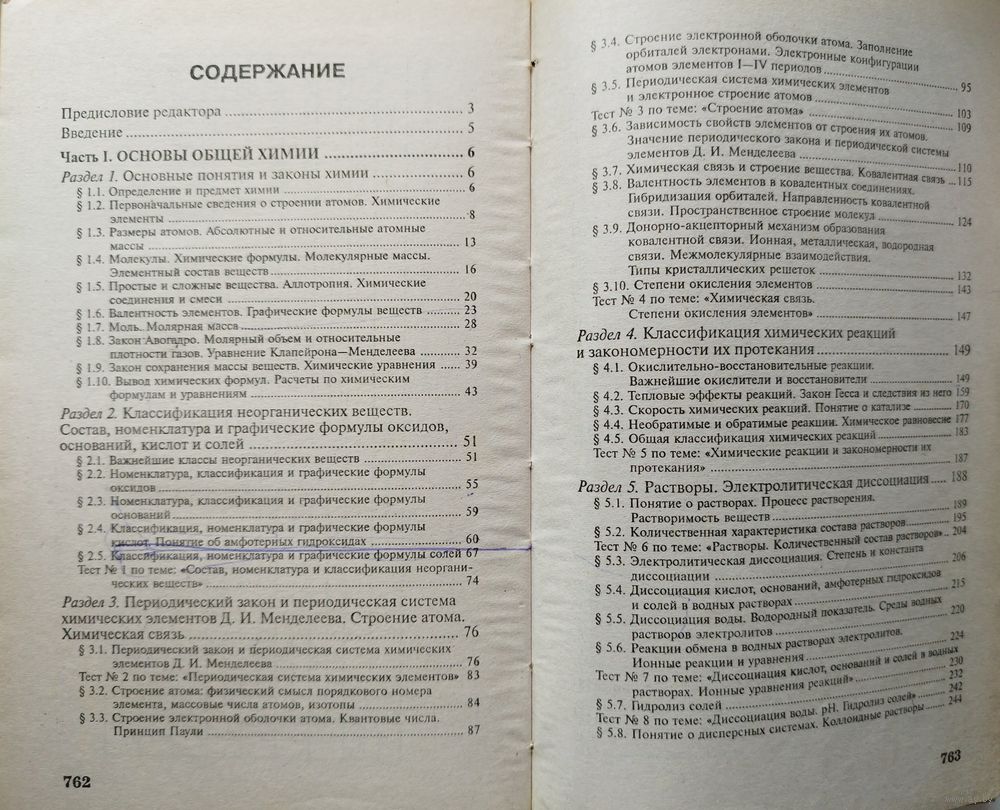 СОДЕРЖАНИЕ
Предисловие редактора ........ 3
Введение ........ 5
Часть I. ОСНОВЫ ОБЩЕЙ ХИМИИ ........ 6
Раздел 1. Основные понятия и законы химии ........ 6
§ 1.1. Определение и предмет химии ........ 6
§ 1.2. Первоначальные сведения о строении атомов. Химические
элементы ........ 8
§ 1.3. Размеры атомов. Абсолютные и относительные атомные
массы ........ 13
§ 1.4. Молекулы. Химические формулы. Молекулярные массы.
Элементный состав веществ ........ 16
§ 1.5. Простые и сложные вещества. Аллотропия. Химические
соединения и смеси ........ 20
§ 1.6. Валентность элементов. Графические формулы веществ ........ 23
§ 1.7. Моль. Молярная масса ........ 28
§ 1.8. Закон Авогадро. Молярный объем и относительные
плотности газов. Уравнение Клапейрона—Менделеева ........ 32
§ 1.9. Закон сохранения массы веществ. Химические уравнения ...... 39
§ 1.10. Вывод химических формул. Расчеты по химическим
формулам и уравнениям ........ 43
Раздел 2. Классификация неорганических веществ.
Состав, номенклатура и графические формулы оксидов,
оснований, кислот и солей ........ 51
§ 2.1. Важнейшие классы неорганических веществ ........ 51
§ 2.2. Номенклатура, классификация и графические формулы
оксидов ........ 55
§ 2.3. Номенклатура, классификация и графические формулы
оснований ........ 59
§ 2.4. Классификация, номенклатура и графические формулы
кислот. Понятие об амфотерных гидроксидах ........ 60
§ 2.5. Классификация, номенклатура и графические формулы солей 67
Тест № 1 по теме: «Состав, номенклатура и классификация неоргани-
ческих веществ» ........ 74
Раздел 3. Периодический закон и периодическая система
химических элементов Д. И. Менделеева. Строение атома.
Химическая связь ........ 76
§ 3.1. Периодический закон и периодическая система химических
элементов Д. И. Менделеева ........ 76
Тест № 2 по теме: «Периодическая система химических элементов» 83
§ 3.2. Строение атома: физический смысл порядкового номера
элемента, массовые числа атомов, изотопы ........ 84
§ 3.3. Строение электронной оболочки атома. Квантовые числа.
Принцип Паули ........ 87
762
§ 3.4. Строение электронной оболочки атома. Заполнение
орбиталей электронами. Электронные конфигурации
атомов элементов I—IV периодов ........ 95
§ 3.5. Периодическая система химических элементов
и электронное строение атомов ........ 103
Тест № 3 по теме: «Строение атома» ........ 109
§ 3.6. Зависимость свойств элементов от строения их атомов.
Значение периодического закона и периодической системы
элементов Д. И. Менделеева ........ 110
§ 3.7. Химическая связь и строение вещества. Ковалентная связь ... 115
§ 3.8. Валентность элементов в ковалентных соединениях.
Гибридизация орбиталей. Направленность ковалентной
связи. Пространственное строение молекул ........ 124
§ 3.9. Донорно-акцепторный механизм образования
ковалентной связи. Ионная, металлическая, водородная
связи. Межмолекулярные взаимодействия.
Типы кристаллических решеток ........ 132
§ 3.10. Степени окисления элементов ........ 143
Тест № 4 по теме: «Химическая связь.
Степени окисления элементов» ........ 147
Раздел 4. Классификация химических реакций
и закономерности их протекания ........ 149
§ 4.1. Окислительно-восстановительные реакции.
Важнейшие окислители и восстановители ........ 149
§ 4.2. Тепловые эффекты реакций. Закон Гесса и следствия из него 159
§ 4.3. Скорость химических реакций. Понятие о катализе ........ 170
§ 4.4. Необратимые и обратимые реакции. Химическое равновесие 177
§ 4.5. Общая классификация химических реакций ........ 183
Тест № 5 по теме: «Химические реакции и закономерности их
протекания» ........ 187
Раздел 5. Растворы. Электролитическая диссоциация ..... 188
§ 5.1. Понятие о растворах. Процесс растворения.
Растворимость веществ ........ 189
§ 5.2. Количественная характеристика состава растворов ........ 195
Тест № 6 по теме: «Растворы. Количественный состав растворов» .. 204
§ 5.3. Электролитическая диссоциация. Степень и константа
диссоциации ........ 206
§ 5.4. Диссоциация кислот, оснований, амфотерных гидроксидов
и солей в водных растворах ........ 215
§ 5.5. Диссоциация воды. Водородный показатель. Среды водных
растворов электролитов ........ 220
§ 5.6. Реакции обмена в водных растворах электролитов.
Ионные реакции и уравнения ........ 224
Тест № 7 по теме: «Диссоциация кислот, оснований и солей в водных
растворах. Ионные уравнения реакций» ........ 230
§ 5.7. Гидролиз солей ........ 232
Тест № 8 по теме: «Диссоциация воды. pH. Гидролиз солей» ........ 242
§ 5.8. Понятие о дисперсных системах. Коллоидные растворы ........ 244
763